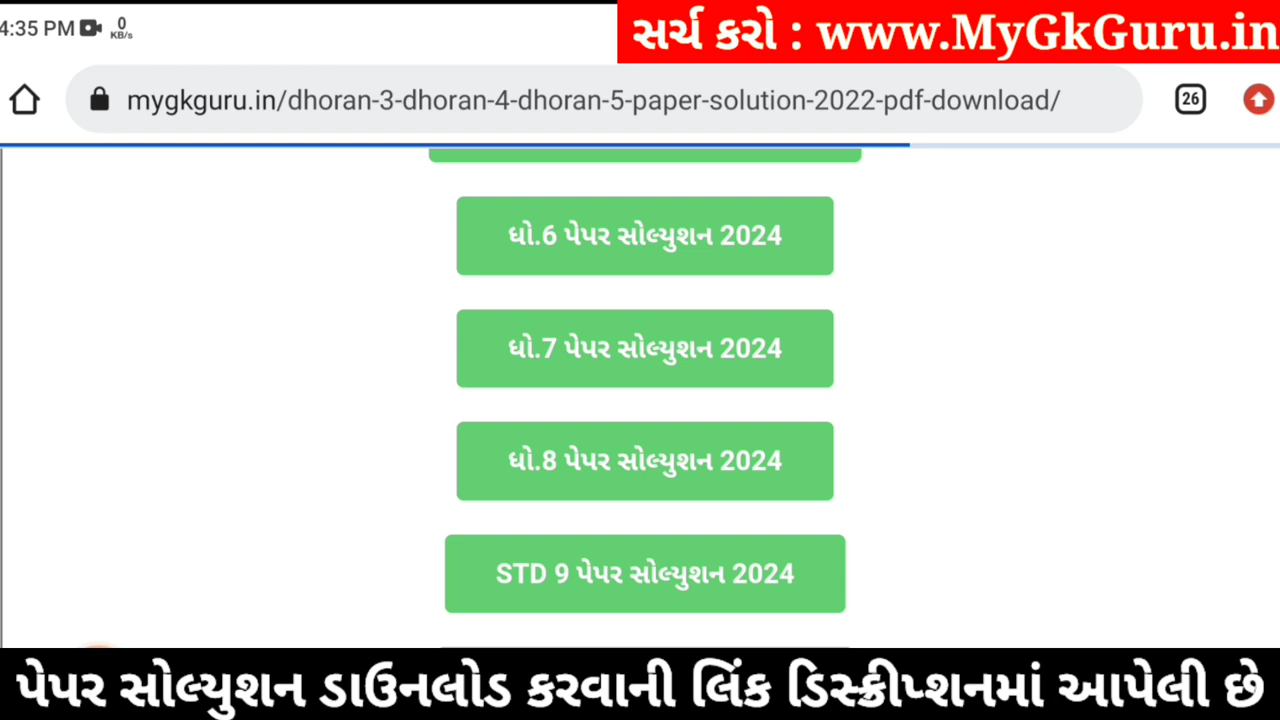 4:35 PM 0 KB/s
સર્ચ કરો : www.MyGkGuru.in
mygkguru.in/dhoran-3-dhoran-4-dhoran-5-paper-solution-2022-pdf-download/ 26
ધો.6 પેપર સોલ્યુશન 2024
ધો.7 પેપર સોલ્યુશન 2024
ધો.8 પેપર સોલ્યુશન 2024
STD 9 પેપર સોલ્યુશન 2024
પેપર સોલ્યુશન ડાઉનલોડ કરવાની લિંક ડિસ્ક્રીપ્શનમાં આપેલી છે